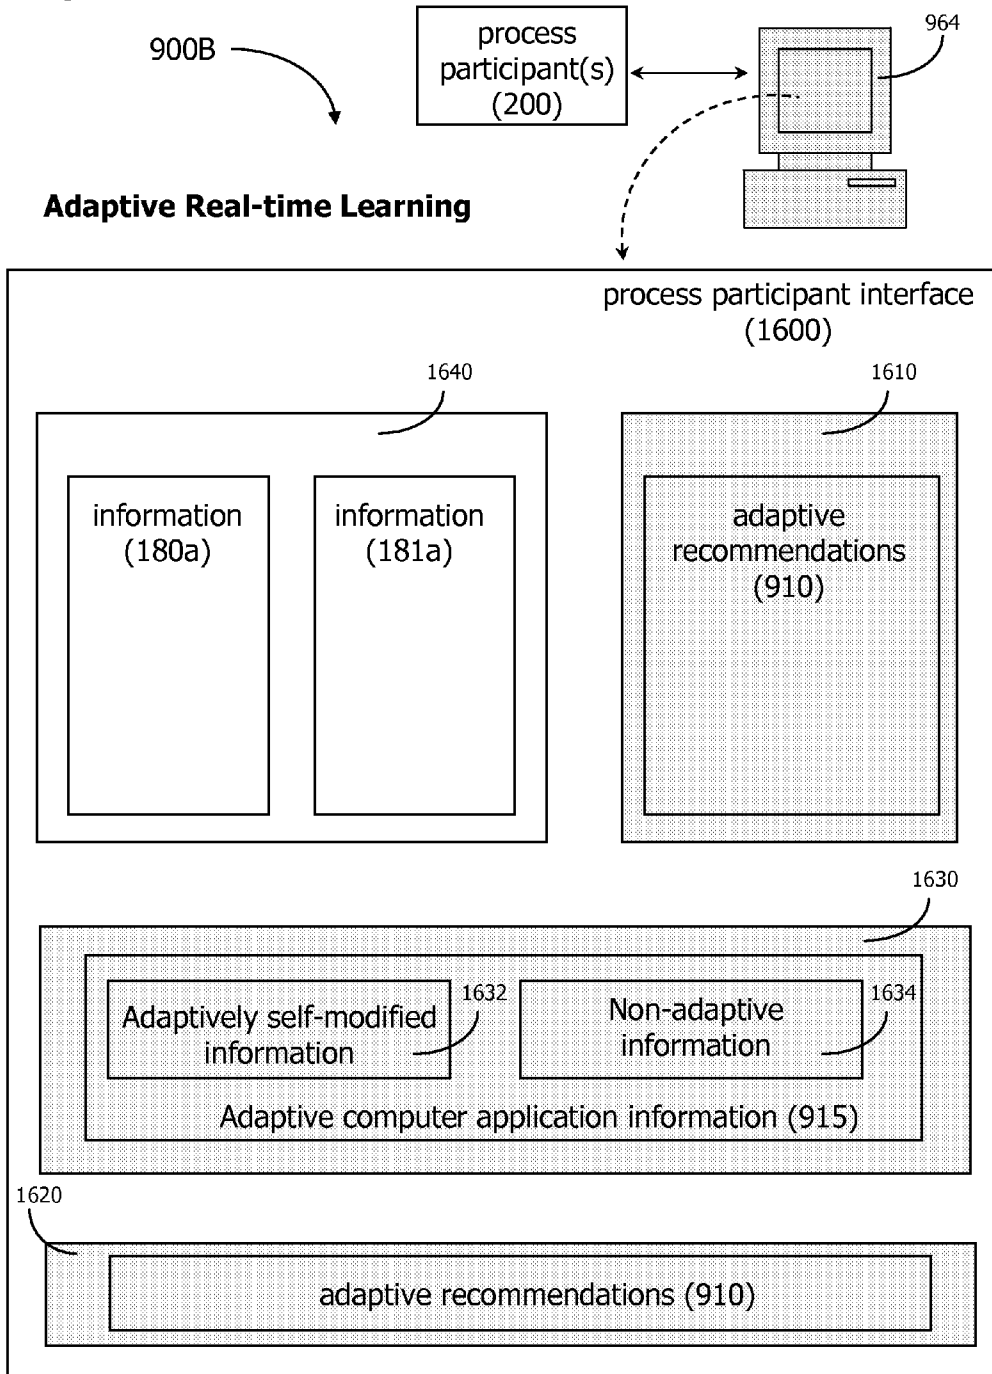 900B
process
participant(s)
(200)
964
Adaptive Real-time Learning
process participant interface
(1600)
1640
1610
information
(180a)
information
(181a)
adaptive
recommendations
(910)
1630
Adaptively self-modified
information
1632
Non-adaptive
information
1634
Adaptive computer application information (915)
1620
adaptive recommendations (910)